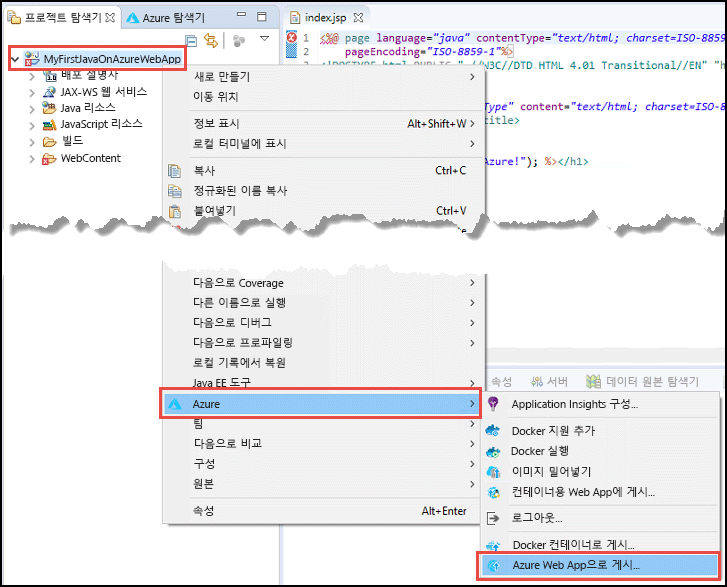 프로젝트 탐색기
Azure 탐색기
MyFirstJavaOnAzureWebApp
배포 설명사
JAX-WS 웹 서비스
Java 리소스
JavaScript 리소스
빌드
WebContent
index.jsp
1 <%@ page language="java" contentType="text/html; charset=ISO-8859
2 pageEncoding="ISO-8859-1"%>
<!DOCTYPE html PUBLIC "-//W3C//DTD HTML 4.01 Transitional//EN" "h
Type" content="text/html; charset=ISO-8
title>
Azure!"); %></h1>
새로 만들기
이동 위치
정보 표시 Alt+Shift+W
로컬 터미널에 표시
복사 Ctrl+C
정규화된 이름 복사
붙여넣기 Ctrl+V
다음으로 Coverage
다른 이름으로 실행
다음으로 디버그
다음으로 프로파일링
로컬 기록에서 복원
Java EE 도구
Azure
팀
다음으로 비교
구성
원본
속성 Alt+Enter
속성
서버
데이터 원본 탐색기
Application Insights 구성...
Docker 지원 추가
Docker 실행
이미지 밀어넣기
컨테이너용 Web App에 게시...
로그아웃...
Docker 컨테이너로 게시...
Azure Web App으로 게시...